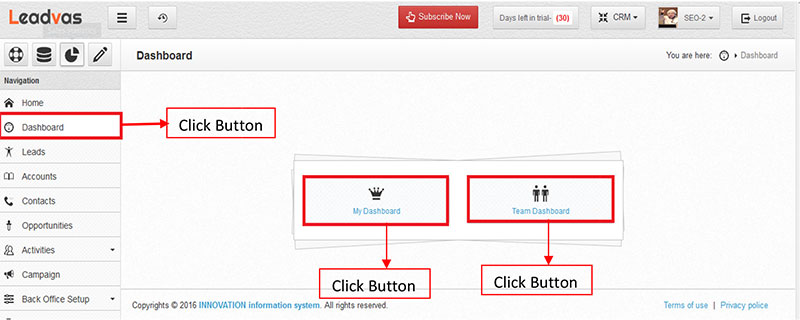 Leadvas
Subscribe Now
Days left in trial- (30)
CRM
SEO-2
Logout
Dashboard
You are here:
Dashboard
Navigation
Home
Dashboard
Click Button
Leads
Accounts
Contacts
Opportunities
Activities
Campaign
Back Office Setup
My Dashboard
Team Dashboard
Click Button
Click Button
Copyrights © 2016 INNOVATION information system. All rights reserved.
Terms of use | Privacy policy